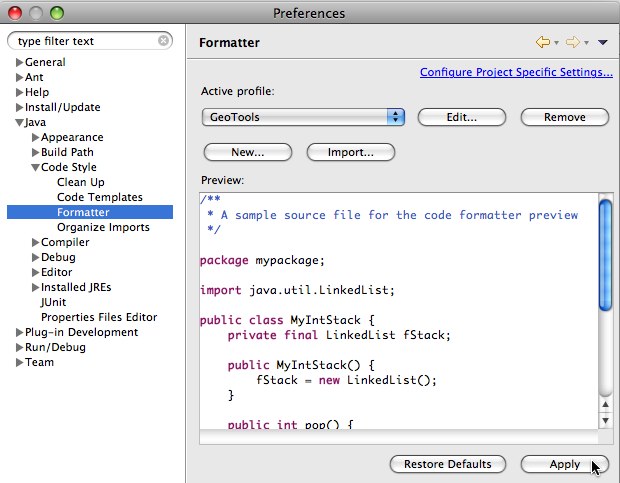 Preferences
type filter text
General
Ant
Help
Install/Update
Java
Appearance
Build Path
Code Style
Clean Up
Code Templates
Formatter
Organize Imports
Compiler
Debug
Editor
Installed JREs
JUnit
Properties Files Editor
Plug-in Development
Run/Debug
Team
Formatter
Configure Project Specific Settings...
Active profile:
GeoTools
Edit...
Remove
New...
Import...
Preview:
/**
* A sample source file for the code formatter preview
*/
package mypackage;
import java.util.LinkedList;
public class MyIntStack {
private final LinkedList fStack;
public MyIntStack() {
fStack = new LinkedList();
}
public int pop() {
Restore Defaults
Apply